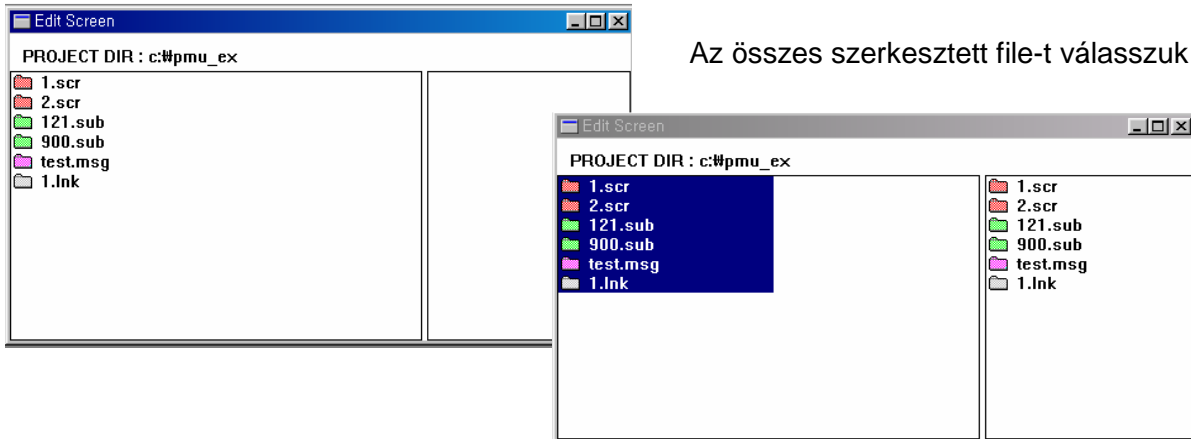 Edit Screen
PROJECT DIR : c:₩pmu_ex
1.scr
2.scr
121.sub
900.sub
test.msg
1.lnk
Az összes szerkesztett file-t válasszuk
Edit Screen
PROJECT DIR : c:₩pmu_ex
1.scr
2.scr
121.sub
900.sub
test.msg
1.lnk
1.scr
2.scr
121.sub
900.sub
test.msg
1.lnk